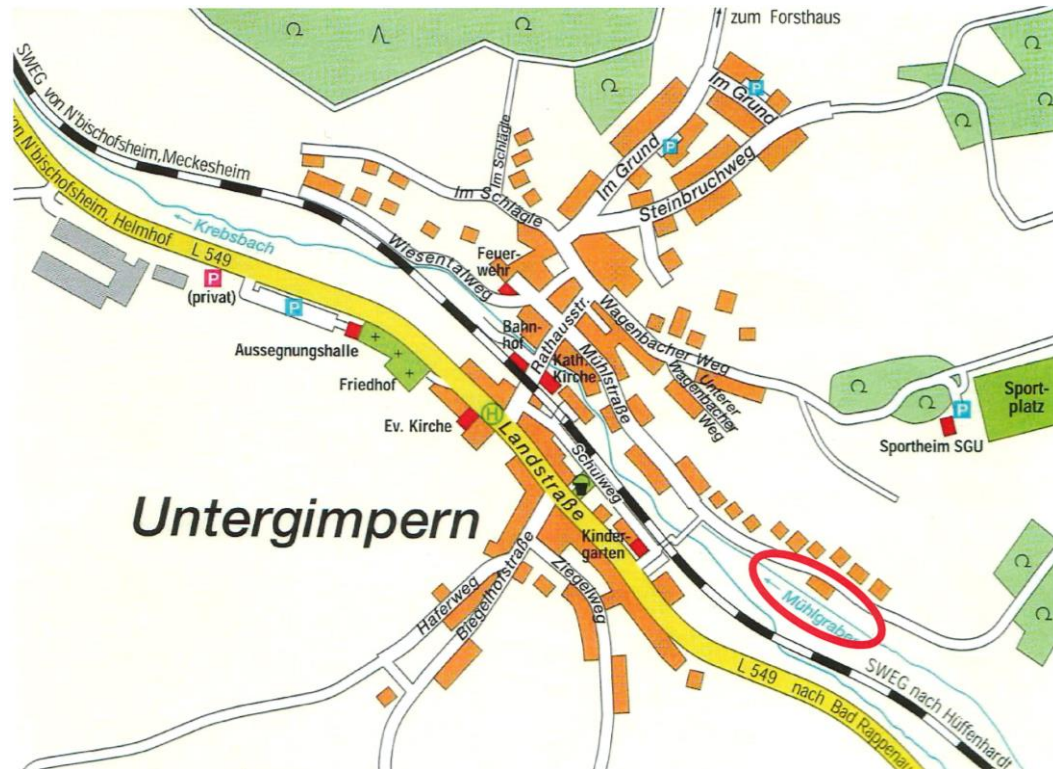 zum Forsthaus
SWEG von N'bischofsheim, Meckesheim
von N'bischofsheim, Helmhof
L 549
Krebsbach
P
(privat)
P
Aussegnungshalle
Friedhof
Ev. Kirche
H
Landstraße
Im Schlägle
Im Schlägle
Im Grund
P
Im Grund
P
Steinbruchweg
Wiesentalweg
Feuer-
wehr
Bahn-
hof
Rathausstr.
Kath.
Kirche
Mühlstraße
Wagenbacher Weg
Unterer
Wagenbacher
Weg
Sport-
platz
P
Sportheim SGU
Schulweg
Untergimpern
Kinder-
garten
Haferweg
Biegelhofstraße
Ziegelweg
Mühlgraben
L 549 nach Bad Rappenau
SWEG nach Hüffenhardt